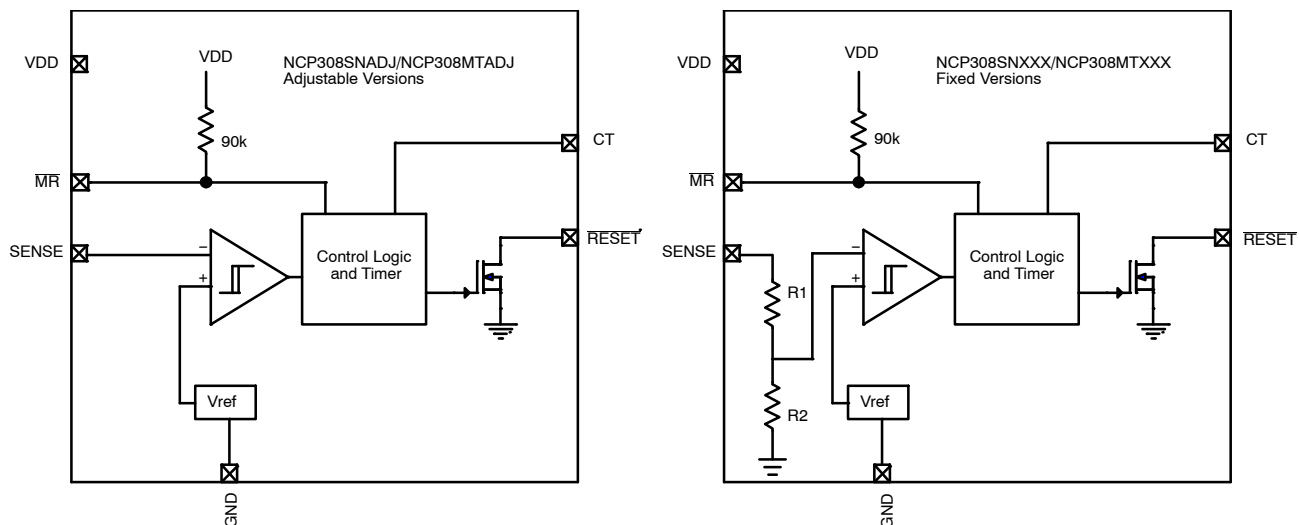 NCP308SNADJ/NCP308MTADJ
Adjustable Versions
VDD
VDD
90k
CT
MR
SENSE
RESET
−
+
Control Logic
and Timer
Vref
GND
NCP308SNXXX/NCP308MTXXX
Fixed Versions
VDD
VDD
90k
CT
MR
SENSE
RESET
−
+
Control Logic
and Timer
R1
R2
Vref
GND